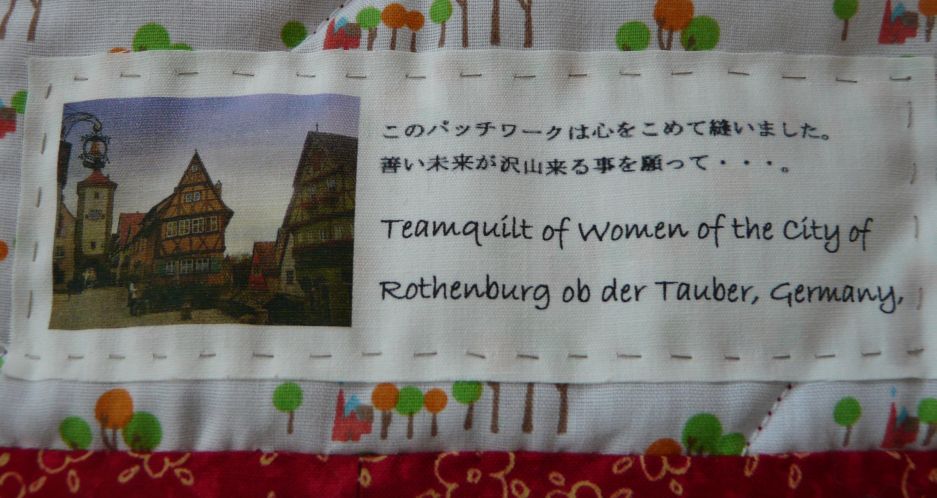 このパッチワークは心をこめて縫いました。
善い未来が沢山来る事を願って・・・。
Teamquilt of Women of the City of
Rothenburg ob der Tauber, Germany,